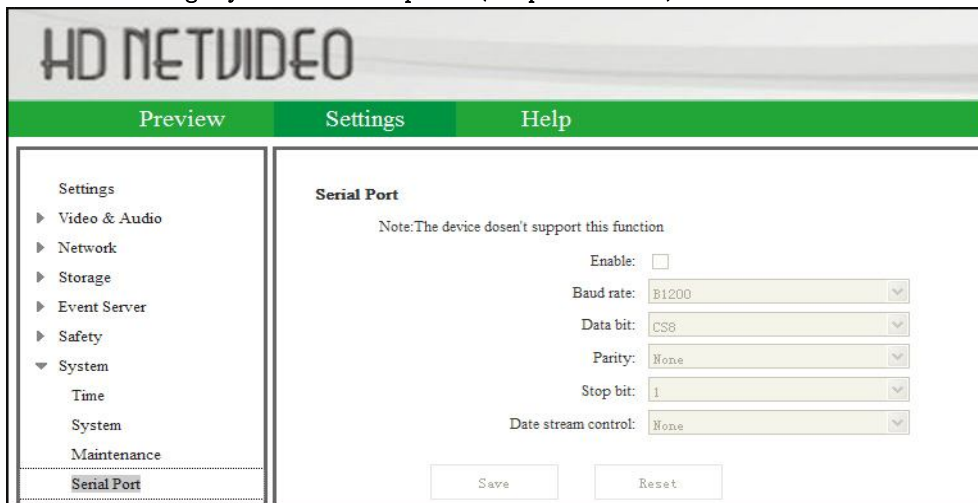 HD NETVIDEO
Preview Settings Help
Settings
Video & Audio
Network
Storage
Event Server
Safety
System
Time
System
Maintenance
Serial Port
Serial Port
Note:The device dosen't support this function
Enable:
Baud rate: B1200
Data bit: CS8
Parity: None
Stop bit: 1
Date stream control: None
Save Reset